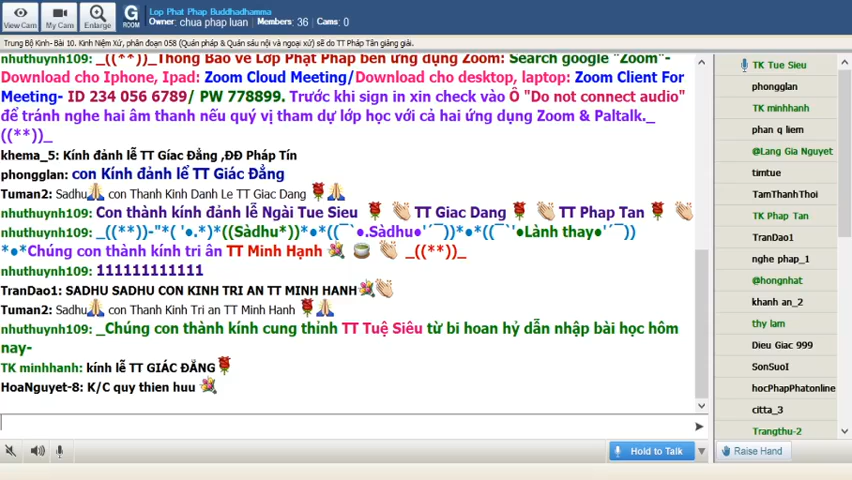 Lop Phat Phap Buddhadhamma
Owner: chua phap luan Members: 36 Cams: 0
View Cam My Cam Enlarge G ROOM
Trung Bộ Kinh- Bài 10. Kinh Niệm Xứ, phân đoạn 058 (Quán pháp & Quán sáu nội và ngoại xứ) sẽ do TT Pháp Tân giảng giải.
nhuthuynh109: _((**))_Thông Báo về Lớp Phật Pháp bên ứng dụng Zoom: Search google "Zoom"-
Download cho Iphone, Ipad: Zoom Cloud Meeting/Download cho desktop, laptop: Zoom Client For
Meeting- ID 234 056 6789/ PW 778899. Trước khi sign in xin check vào Ô "Do not connect audio"
để tránh nghe hai âm thanh nếu quý vị tham dự lớp học với cả hai ứng dụng Zoom & Paltalk._
((**))_
khema_5: Kính đảnh lễ TT Gíac Đẳng ,ĐĐ Pháp Tín
phongglan: con Kính đảnh lể TT Giác Đẳng
Tuman2: Sadhu con Thanh Kinh Danh Le TT Giac Dang
nhuthuynh109: Con thành kính đảnh lễ Ngài Tue Sieu TT Giac Dang TT Phap Tan
nhuthuynh109: _((**))-"*( '●.*)*((Sàdhu*))*●*●*((¯`●.Sàdhu●'´¯))*●*●*((¯`'●Lành thay●'´¯))
*●*Chúng con thành kính tri ân TT Minh Hạnh _((**))_
nhuthuynh109: 111111111111
TranDao1: SADHU SADHU CON KINH TRI AN TT MINH HANH
Tuman2: Sadhu con Thanh Kinh Tri an TT Minh Hanh
nhuthuynh109: _Chúng con thành kính cung thỉnh TT Tuệ Siêu từ bi hoan hỷ dẫn nhập bài học hôm
nay-
TK minhhanh: kính lễ TT GIÁC ĐẲNG
HoaNguyet-8: K/C quy thien huu
Hold to Talk
Raise Hand
TK Tue Sieu
phongglan
TK minhhanh
phan q liem
@Lang Gia Nguyet
timtue
TamThanhThoi
TK Phap Tan
TranDao1
nghe phap_1
@hongnhat
khanh an_2
thy lam
Dieu Giac 999
SonSuoI
hocPhapPhatonline
citta_3
Trangthu-2